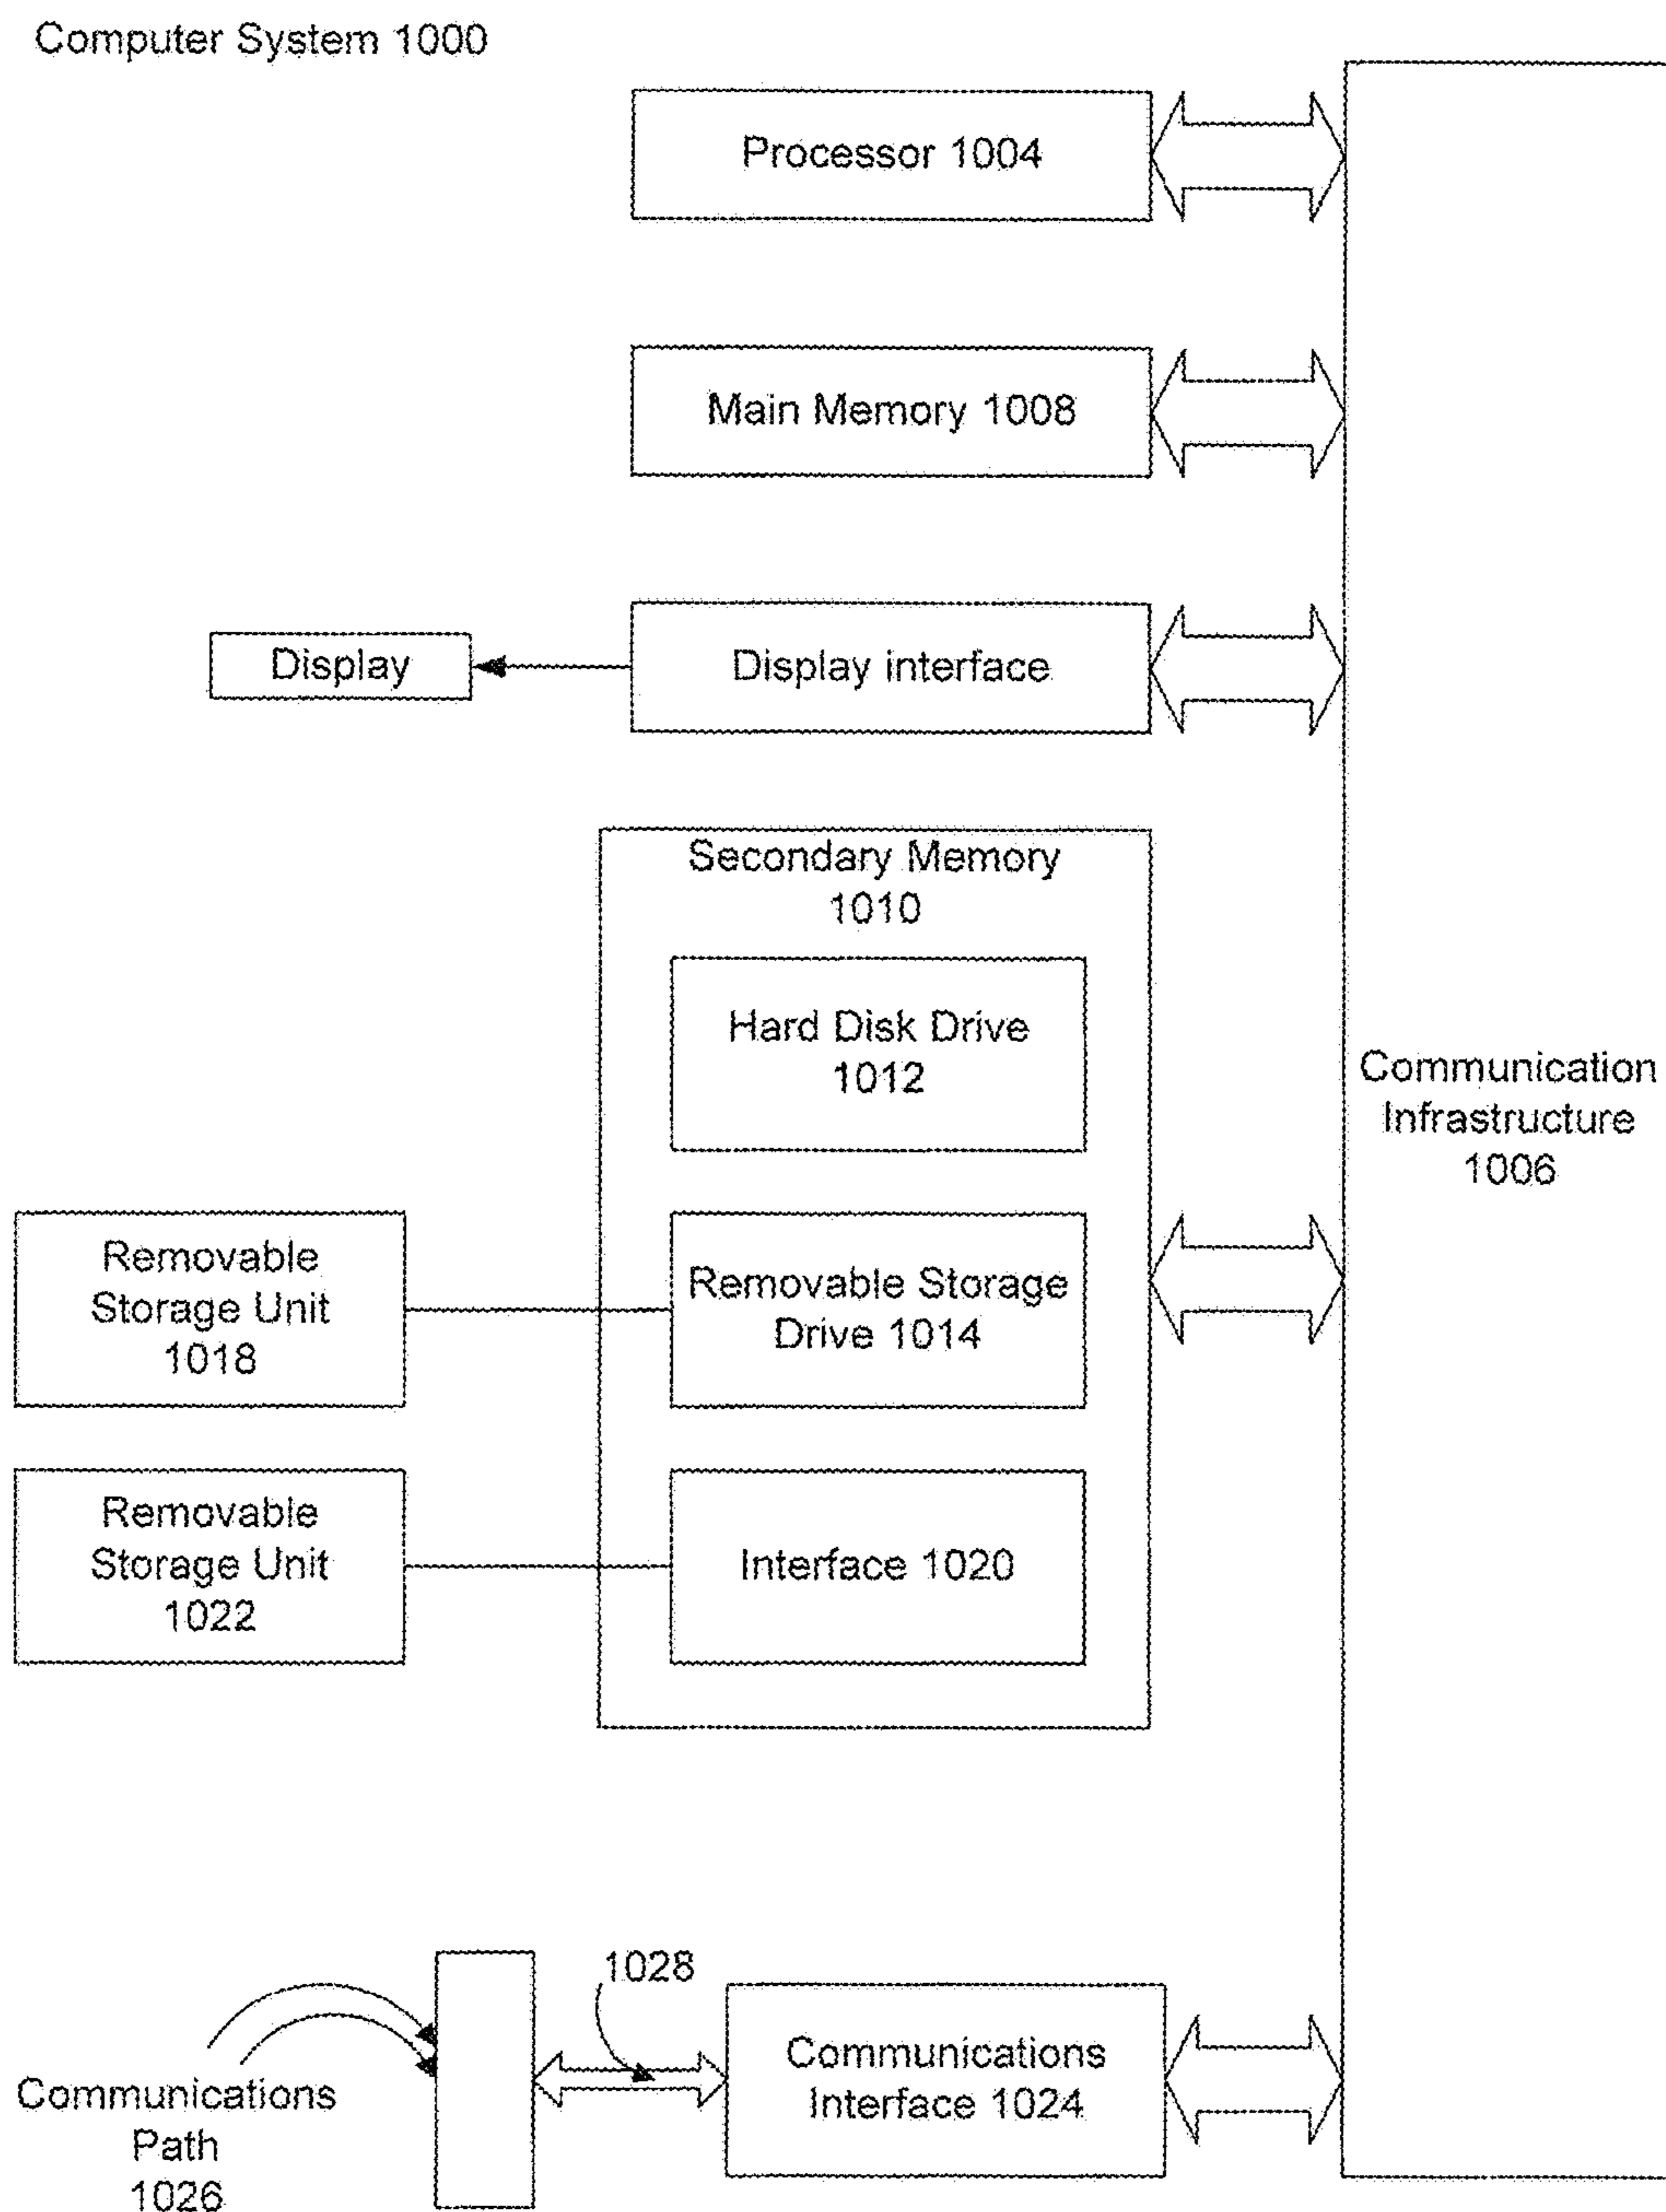 Computer System 1000
Processor 1004
Main Memory 1008
Display
Display interface
Secondary Memory
1010
Hard Disk Drive
1012
Communication
Infrastructure
1006
Removable
Storage Unit
1018
Removable Storage
Drive 1014
Removable
Storage Unit
1022
Interface 1020
1028
Communications
Interface 1024
Communications
Path
1026